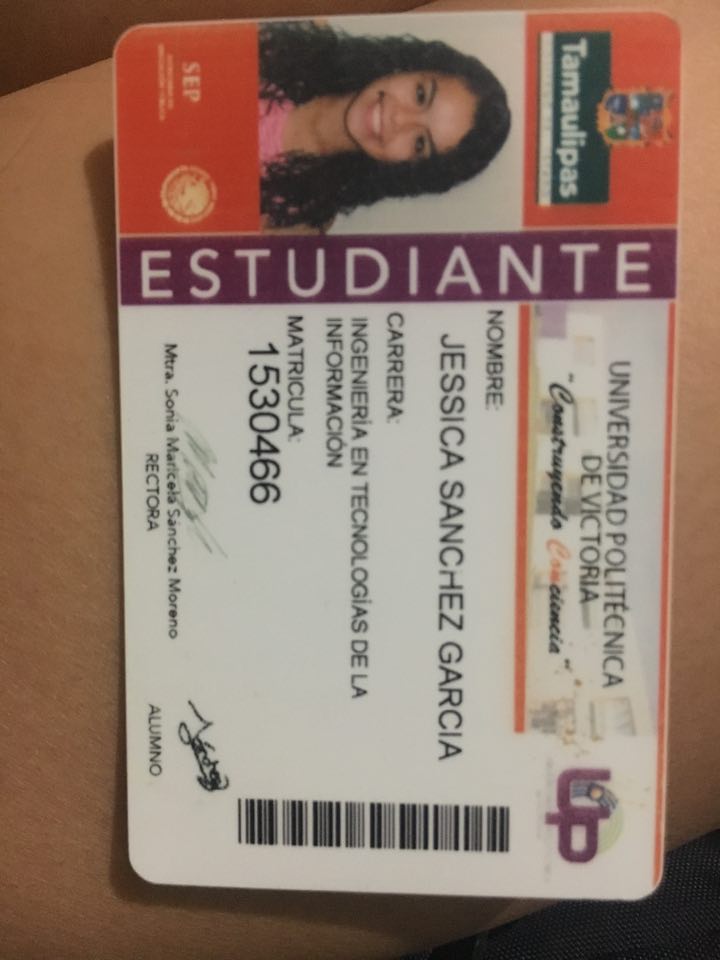 Tamaulipas
ESTUDIANTE
UNIVERSIDAD POLITÉCNICA
DE VICTORIA
"Construyendo Conciencia"
UP
NOMBRE:
JESSICA SANCHEZ GARCIA
CARRERA:
INGENIERÍA EN TECNOLOGÍAS DE LA
INFORMACIÓN
MATRICULA:
1530466
SEP
Mtra. Sonia Maricela Sánchez Moreno
RECTORA
Sánchez
ALUMNO